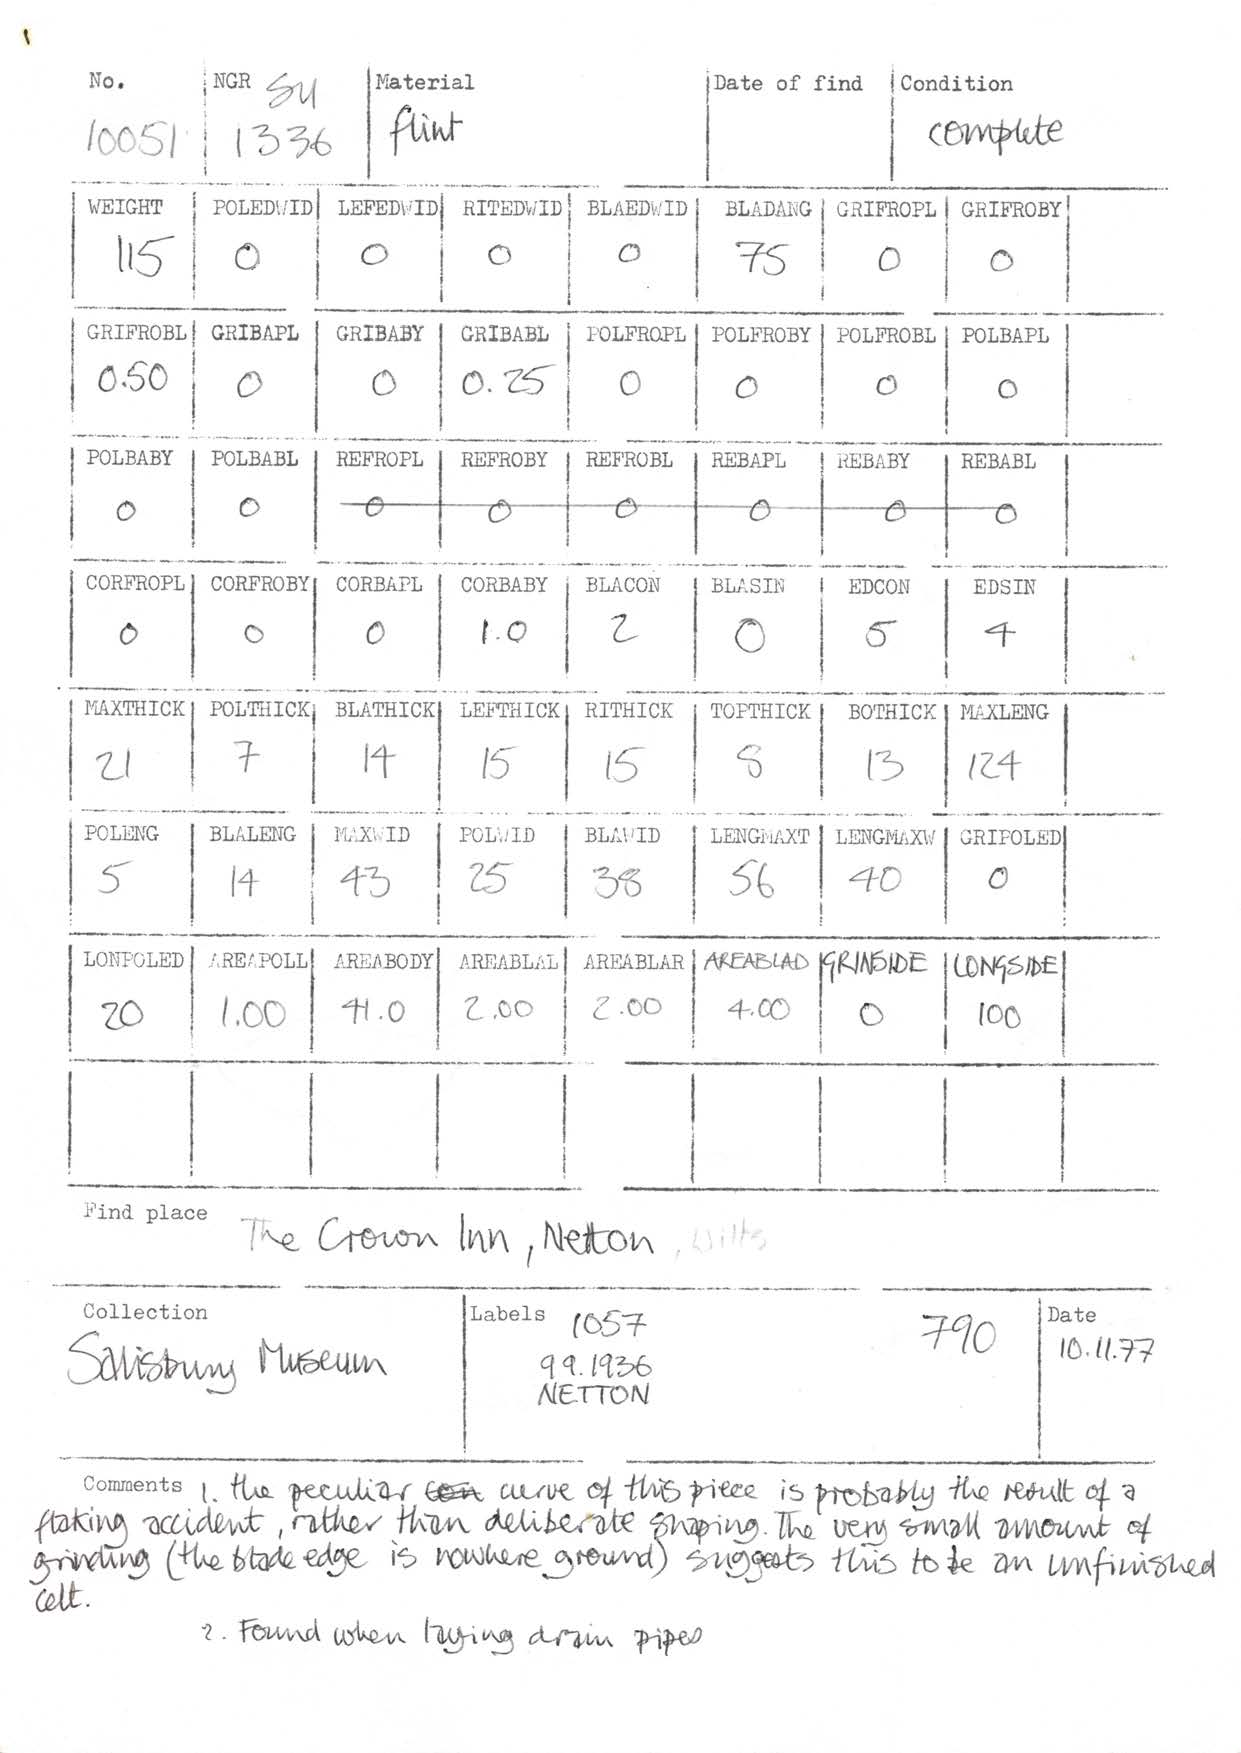 No. NGR SU Material Date of find Condition
10051 1336 flint complete
WEIGHT POLEDWID LEFEDWID RITEDWID BLAEDWID BLADANG GRIFROPL GRIFROBY
115 0 0 0 0 75 0 0
GRIFROBL GRIBAPL GRIBABY GRIBABL POLFROPL POLFROBY POLFROBL POLBAPL
0.50 0 0 0.25 0 0 0 0
POLBABY POLBABL REFROPL REFROBY REFROBL REBAPL REBABY REBABL
0 0 0 0 0 0 0 0
CORFROPL CORFROBY CORBAPL CORBABY BLACON BLASIN EDCON EDSIN
0 0 0 1.0 2 0 5 4
MAXTHICK POLTHICK BLATHICK LEFTHICK RITHICK TOPTHICK BOTHICK MAXLENG
21 7 14 15 15 8 13 124
POLENG BLALENG MAXWID POLWID BLAWID LENGMAXT LENGMAXW GRIPOLED
5 14 43 25 38 56 40 0
LONPOLED AREAPOLL AREABODY AREABLAL AREABLAR AREABLAD GRINSIDE LONGSIDE
20 1.00 41.0 2.00 2.00 4.00 0 100
Find place The Crown Inn, Netton, Wilts
Collection Labels 1057 790 Date
Salisbury Museum 9 9.1936 10.11.77
NETTON
Comments 1. the peculiar con curve of this piece is probably the result of a
flaking accident, rather than deliberate shaping. The very small amount of
grinding (the blade edge is nowhere ground) suggests this to be an unfinished
celt.
2. Found when laying drain pipes